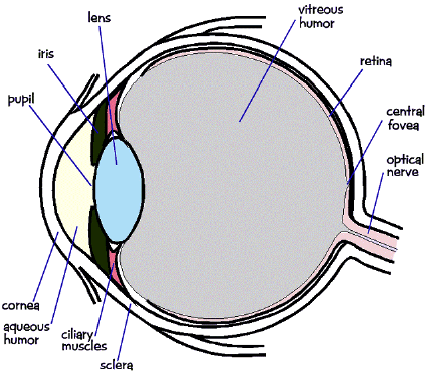 lens
vitreous
humor
iris
retina
pupil
central
fovea
optical
nerve
cornea
aqueous
humor
ciliary
muscles
sclera